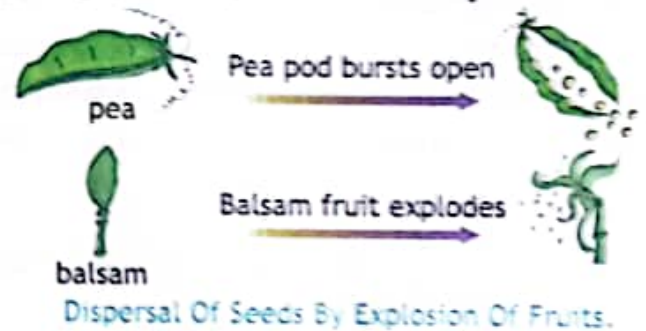 Pea pod bursts open
pea
Balsam fruit explodes
balsam
Dispersal Of Seeds By Explosion Of Fruits.